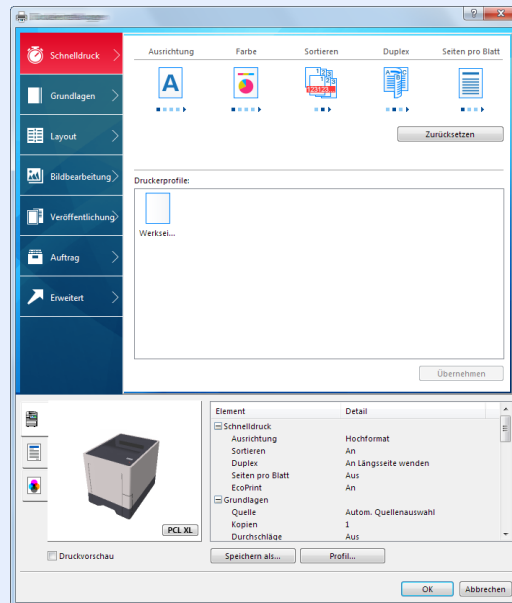 Schnelldruck
Grundlagen
Layout
Bildbearbeitung
Veröffentlichung
Auftrag
Erweitert
Ausrichtung Farbe Sortieren Duplex Seiten pro Blatt
A
123
123123...
A B C
Zurücksetzen
Druckerprofile:
Werksei...
Übernehmen
PCL XL
Druckvorschau
Element Detail
Schnelldruck
Ausrichtung Hochformat
Sortieren An
Duplex An Längsseite wenden
Seiten pro Blatt Aus
EcoPrint An
Grundlagen
Quelle Autom. Quellenauswahl
Kopien 1
Durchschläge Aus
Speichern als... Profil...
OK Abbrechen